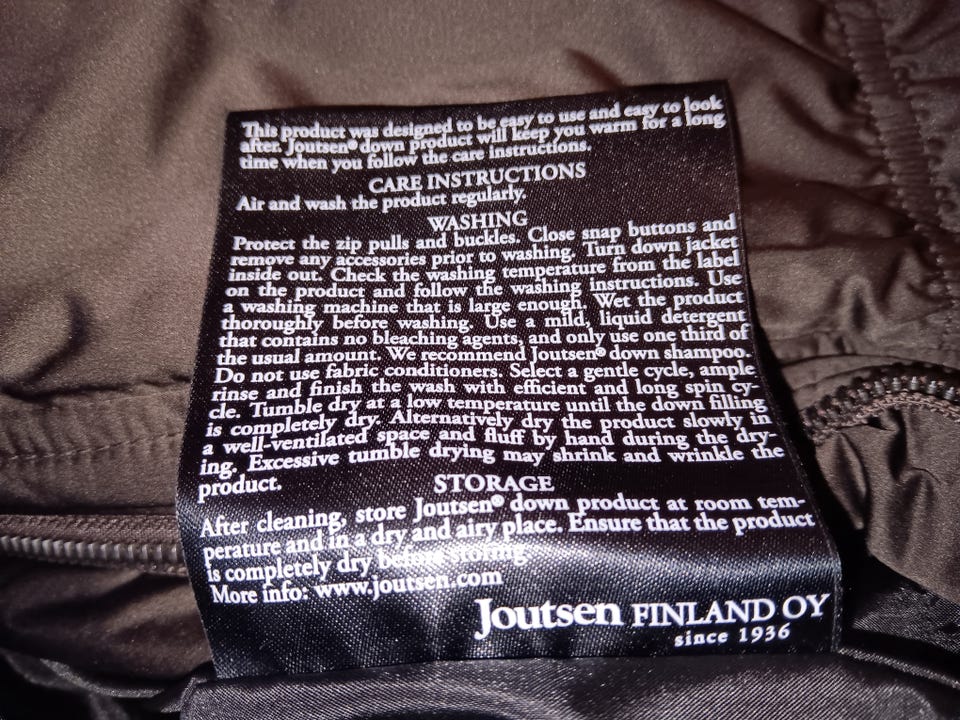 This product was designed to be easy to use and easy to look
after. Joutsen® down product will keep you warm for a long
time when you follow the care instructions.
CARE INSTRUCTIONS
Air and wash the product regularly.
WASHING
Protect the zip pulls and buckles. Close snap buttons and
remove any accessories prior to washing. Turn down jacket
inside out. Check the washing temperature from the label
on the product and follow the washing instructions. Use
a washing machine that is large enough. Wet the product
thoroughly before washing. Use a mild, liquid detergent
that contains no bleaching agents, and only use one third of
the usual amount. We recommend Joutsen® down shampoo.
Do not use fabric conditioners. Select a gentle cycle, ample
rinse and finish the wash with efficient and long spin cy-
cle. Tumble dry at a low temperature until the down filling
is completely dry. Alternatively dry the product slowly in
a well-ventilated space and fluff by hand during the dry-
ing. Excessive tumble drying may shrink and wrinkle the
product.
STORAGE
After cleaning, store Joutsen® down product at room tem-
perature and in a dry and airy place. Ensure that the product
is completely dry before storing.
More info: www.joutsen.com
Joutsen FINLAND OY
since 1936